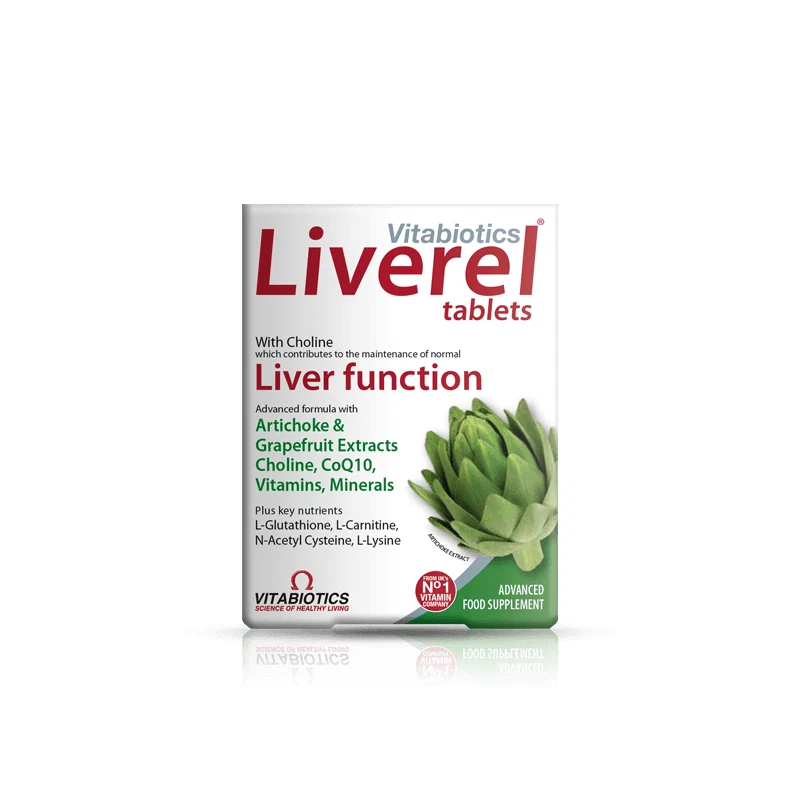 Vitabiotics
Liverel®
tablets
With Choline
which contributes to the maintenance of normal
Liver function
Advanced formula with
Artichoke &
Grapefruit Extracts
Choline, CoQ10,
Vitamins, Minerals
Plus key nutrients
L-Glutathione, L-Carnitine,
N-Acetyl Cysteine, L-Lysine
ARTICHOKE EXTRACT
VITABIOTICS
SCIENCE OF HEALTHY LIVING
FROM UK's
No1
VITAMIN
COMPANY
ADVANCED
FOOD SUPPLEMENT